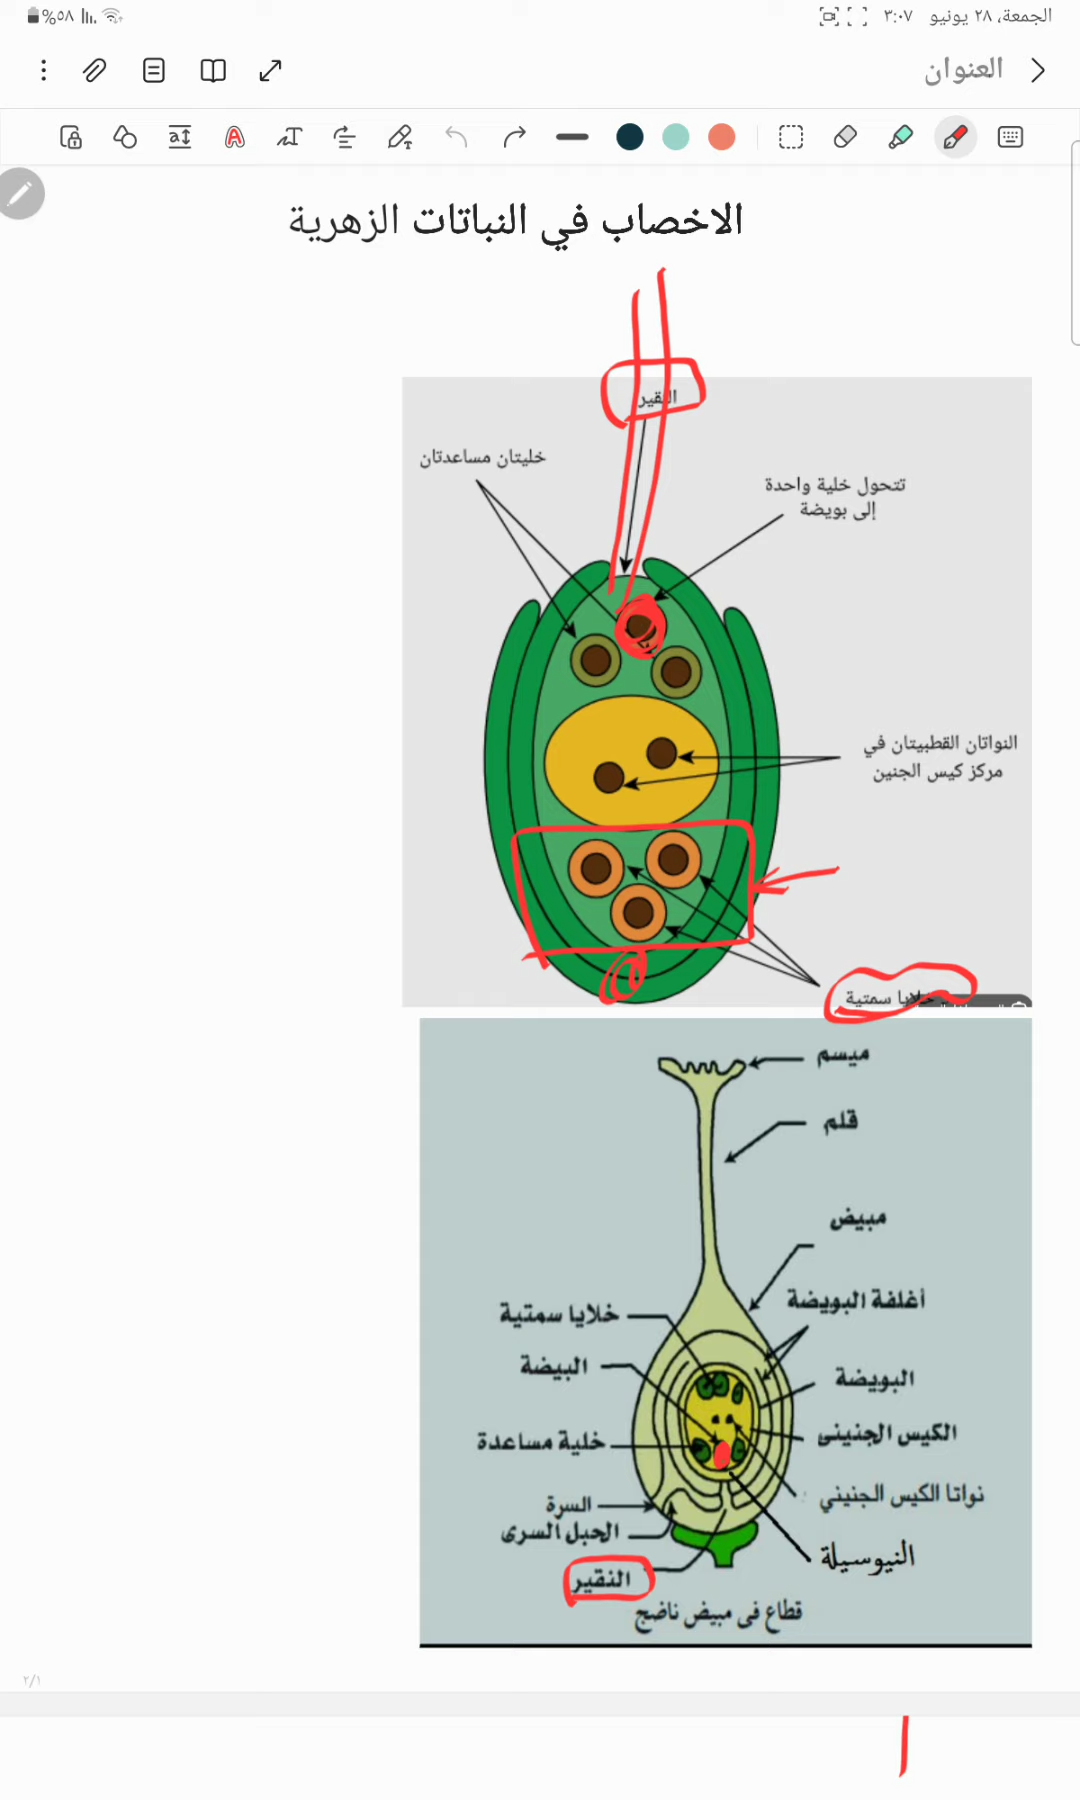 الجمعة، ٢٨ يونيو ٣:٠٧
%٥٨
العنوان
الاخصاب في النباتات الزهرية
النقير
خليتان مساعدتان
تتحول خلية واحدة
إلى بويضة
النواتان القطبيتان في
مركز كيس الجنين
خلايا سمتية
ميسم
قلم
مبيض
أغلفة البويضة
خلايا سمتية
البيضة
البويضة
الكيس الجنينى
خلية مساعدة
نواتا الكيس الجنيني
السرة
الحبل السرى
النيوسيلة
النقير
قطاع فى مبيض ناضج
٢/١